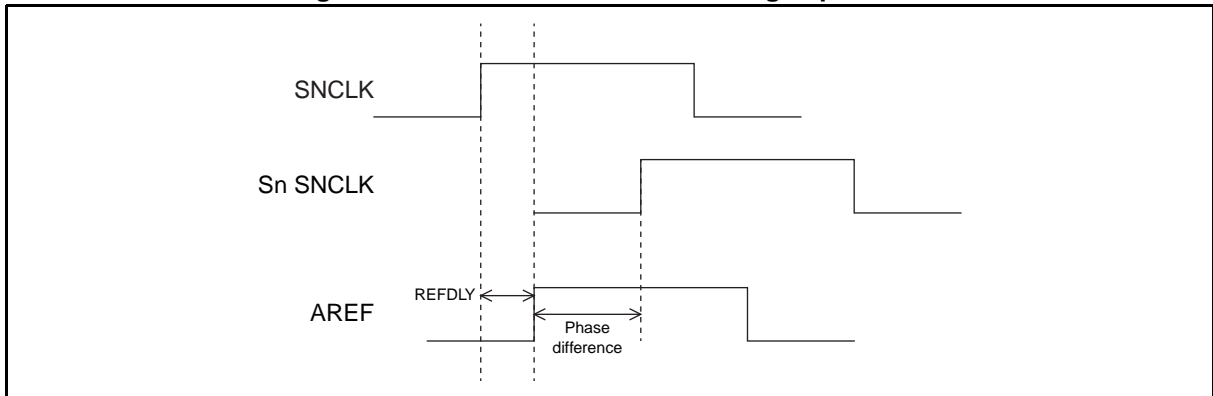 SNCLK
Sn SNCLK
REFDLY
AREF
Phase
difference